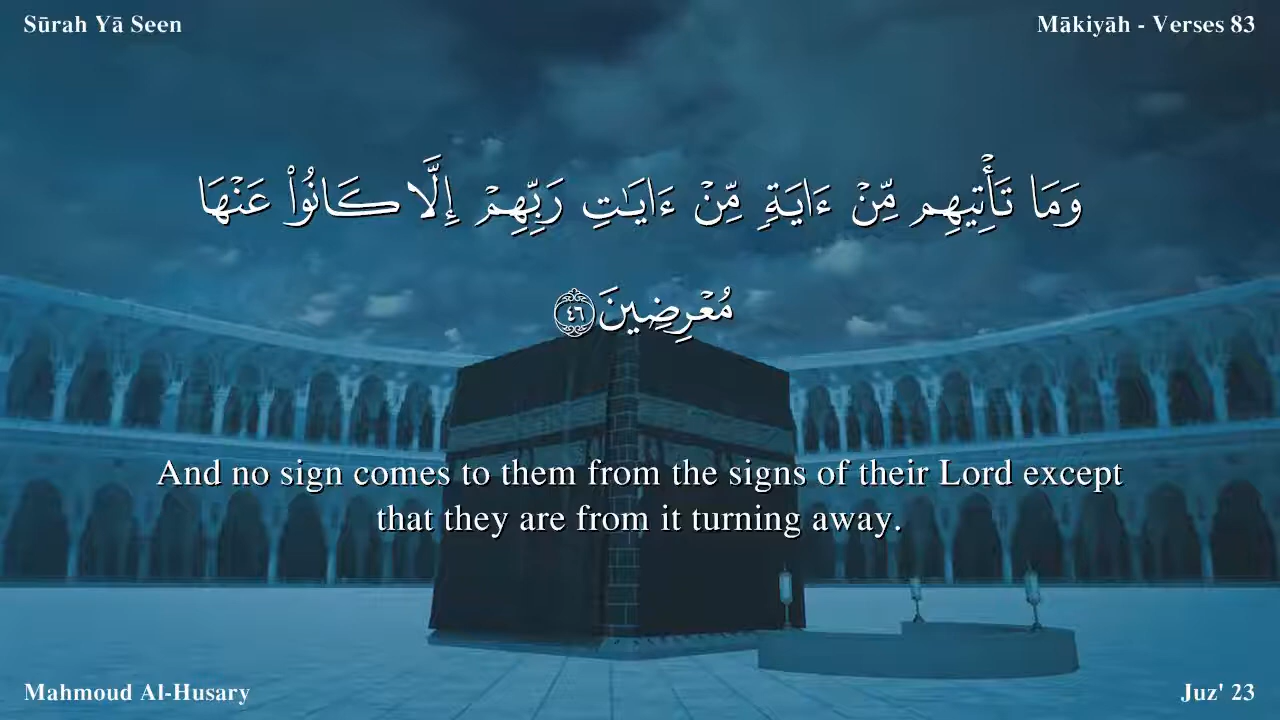 Sūrah Yā Seen
Mākiyāh - Verses 83
وَمَا تَأْتِيهِم مِّنْ ءَايَةٍ مِّنْ ءَايَـٰتِ رَبِّهِمْ إِلَّا كَانُوا۟ عَنْهَا
مُعْرِضِينَ ٤٦
And no sign comes to them from the signs of their Lord except
that they are from it turning away.
Mahmoud Al-Husary
Juz' 23